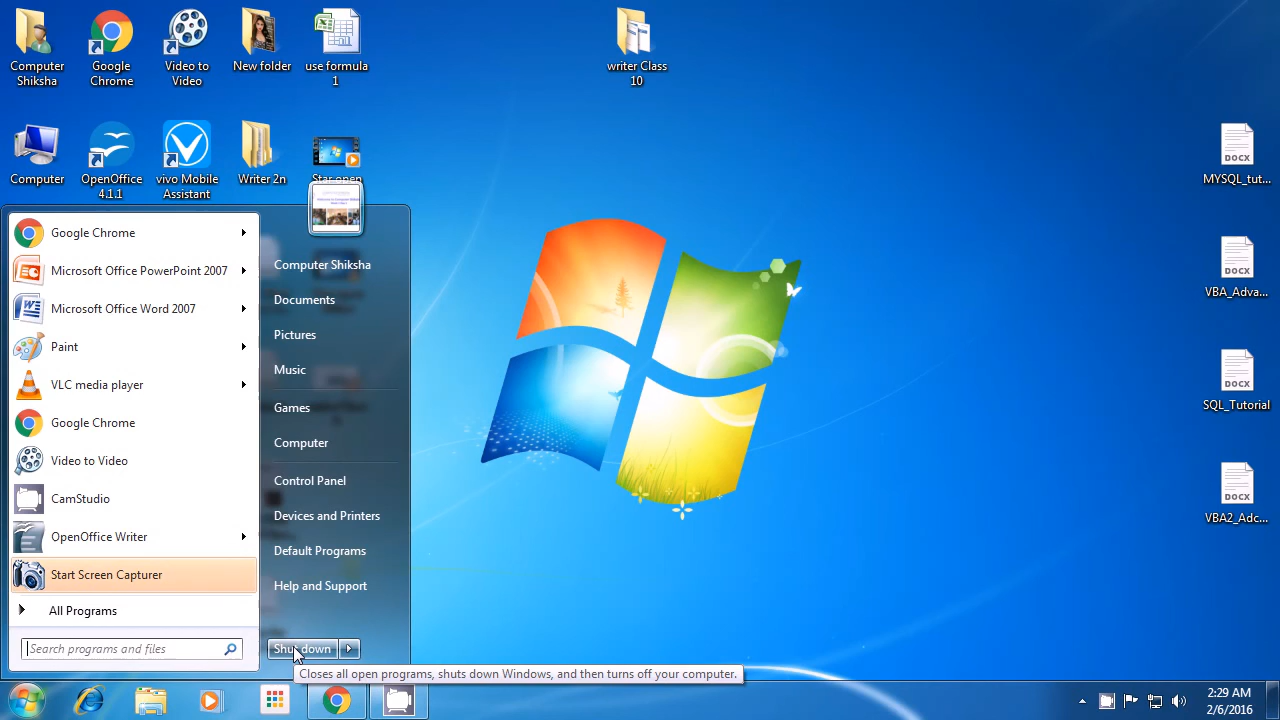 Computer
Shiksha
Google
Chrome
Video to
Video
New folder
use formula
1
writer Class
10
Computer
OpenOffice
4.1.1
vivo Mobile
Assistant
Writer 2n
MYSQL_tut...
VBA_Adva...
SQL_Tutorial
VBA2_Adc...
DOCX
DOCX
DOCX
DOCX
Google Chrome
Microsoft Office PowerPoint 2007
Microsoft Office Word 2007
Paint
VLC media player
Google Chrome
Video to Video
CamStudio
OpenOffice Writer
Start Screen Capturer
All Programs
Search programs and files
Computer Shiksha
Documents
Pictures
Music
Games
Computer
Control Panel
Devices and Printers
Default Programs
Help and Support
Shut down
Closes all open programs, shuts down Windows, and then turns off your computer.
2:29 AM
2/6/2016